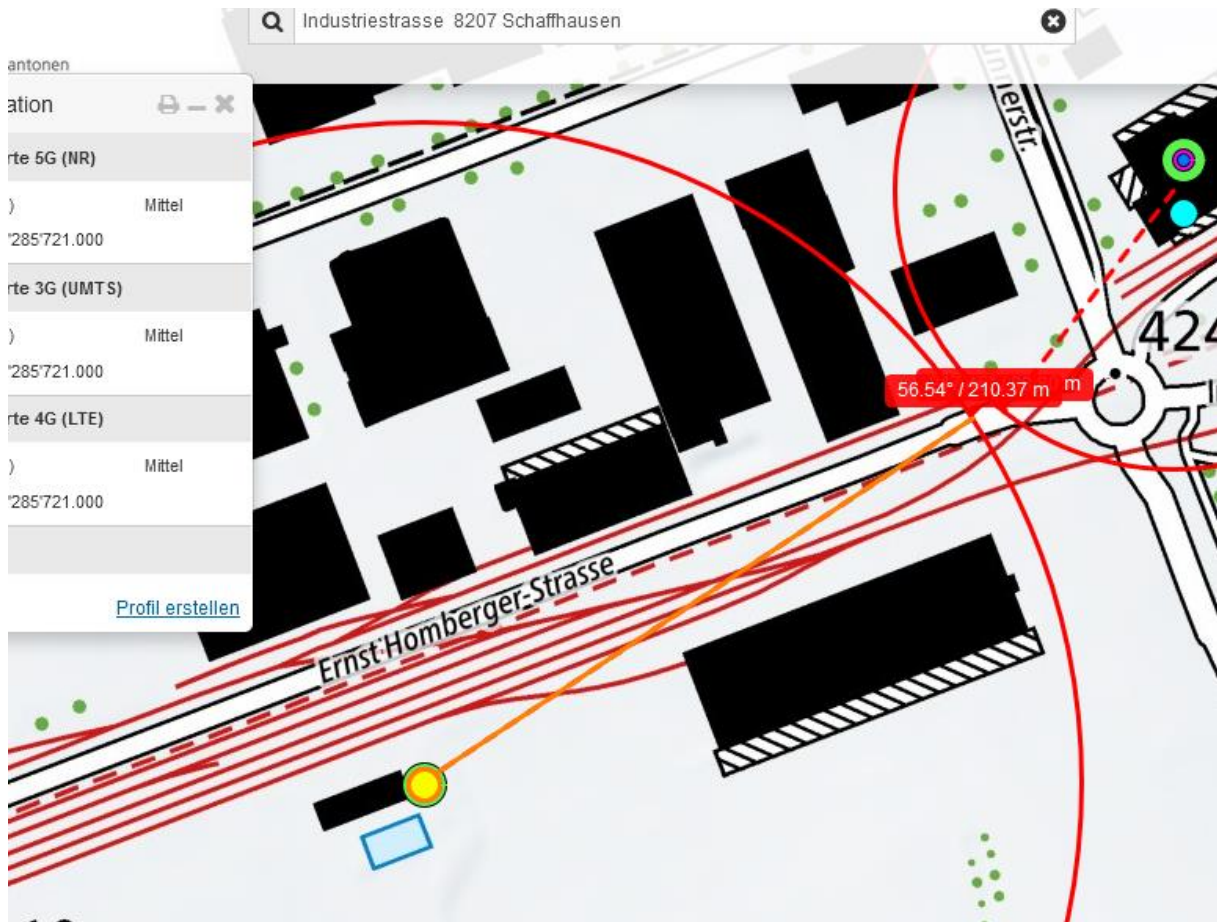 Industriestrasse 8207 Schaffhausen
antonen
ation
rte 5G (NR)
) Mittel
'285'721.000
rte 3G (UMTS)
) Mittel
'285'721.000
rte 4G (LTE)
) Mittel
'285'721.000
Profil erstellen
nnerstr.
424
56.54° / 210.37 m
m
Ernst Homberger-Strasse